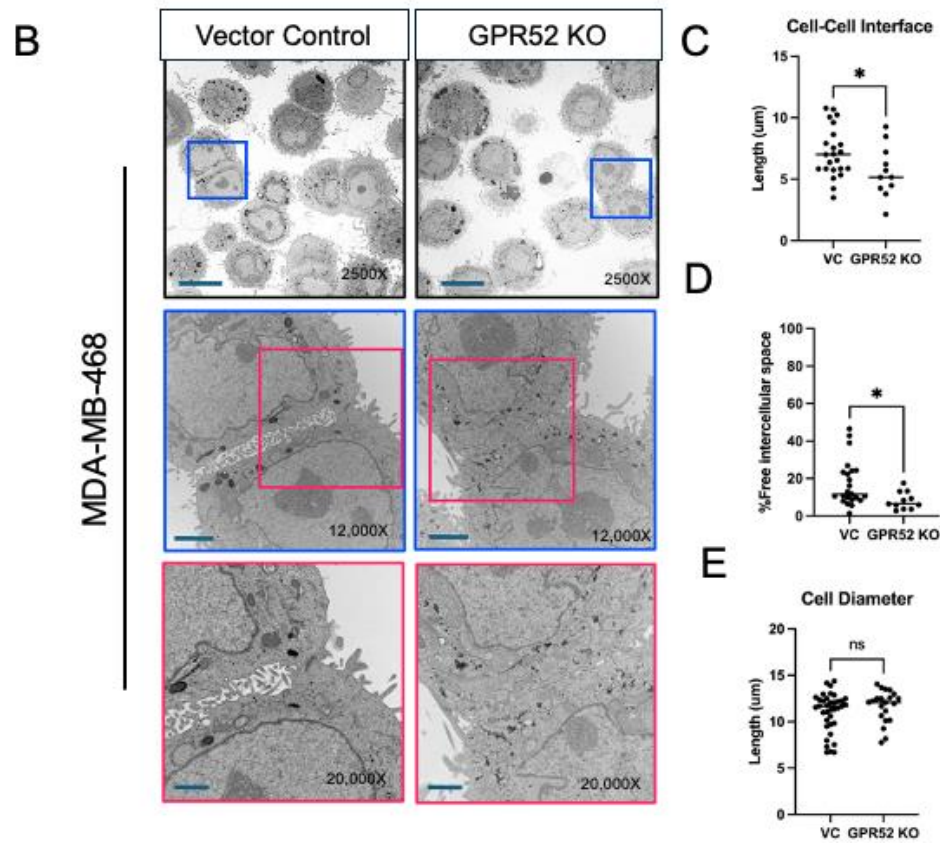 B
Vector Control
GPR52 KO
MDA-MB-468
2500X
2500X
12,000X
12,000X
20,000X
20,000X
C
Cell-Cell Interface
Length (um)
15
10
5
0
*
VC GPR52 KO
D
%Free intercellular space
100
80
60
40
20
0
*
VC GPR52 KO
E
Cell Diameter
Length (um)
20
15
10
5
0
ns
VC GPR52 KO